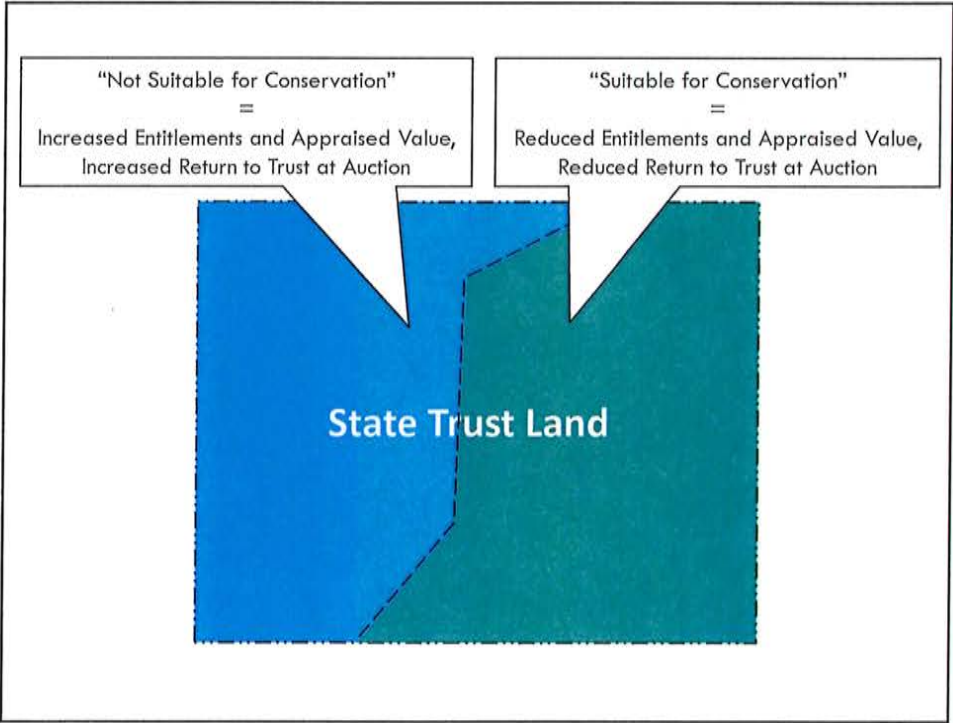 “Not Suitable for Conservation”
=
Increased Entitlements and Appraised Value,
Increased Return to Trust at Auction
“Suitable for Conservation”
=
Reduced Entitlements and Appraised Value,
Reduced Return to Trust at Auction
State Trust Land